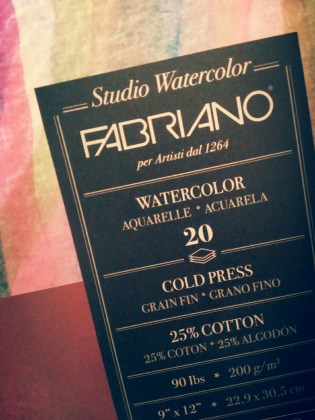 Studio Watercolor
FABRIANO®
per Artisti dal 1264
WATERCOLOR
AQUARELLE * ACUARELA
20
COLD PRESS
GRAIN FIN * GRANO FINO
25% COTTON
25% COTON * 25% ALGODÓN
90 lbs * 200 g/m²
9" x 12" * 22,9 x 30,5 cm